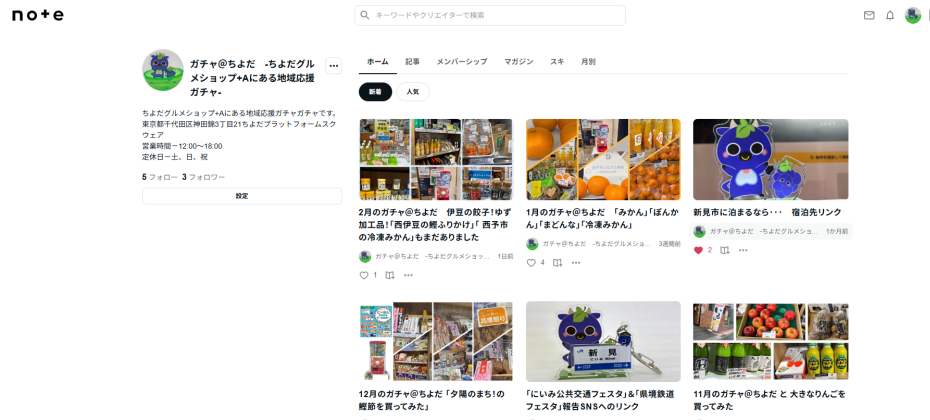 note
キーワードやクリエイターで検索
ガチャ@ちよだ　-ちよだグル
メショップ+Aにある地域応援
ガチャ-
ちよだグルメショップ+Aにある地域応援ガチャガチャです。
東京都千代田区神田錦3丁目21ちよだプラットフォームスク
ウェア
営業時間ー12:00〜18:00
定休日ー土、日、祝
5 フォロー 3 フォロワー
設定
ホーム 記事 メンバーシップ マガジン スキ 月別
新着 人気
2月のガチャ@ちよだ　伊豆の餃子！ゆず
加工品！「西伊豆の鰹ふりかけ」「 西予市
の冷凍みかん」もまだありました
ガチャ@ちよだ　-ちよだグルメショッ... 1日前
1
1月のガチャ@ちよだ　「みかん」「ぽんか
ん」「まどんな」「冷凍みかん」
ガチャ@ちよだ　-ちよだグルメショ... 3週間前
4
新見市に泊まるなら･･･　宿泊先リンク
ガチャ@ちよだ　-ちよだグルメショ... 1か月前
2
新見
12月のガチャ@ちよだ 「夕陽のまち！の
鰹節を買ってみた」
「にいみ公共交通フェスタ」&「県境鉄道
フェスタ」報告SNSへのリンク
11月のガチャ@ちよだ と 大きなりんごを
買ってみた